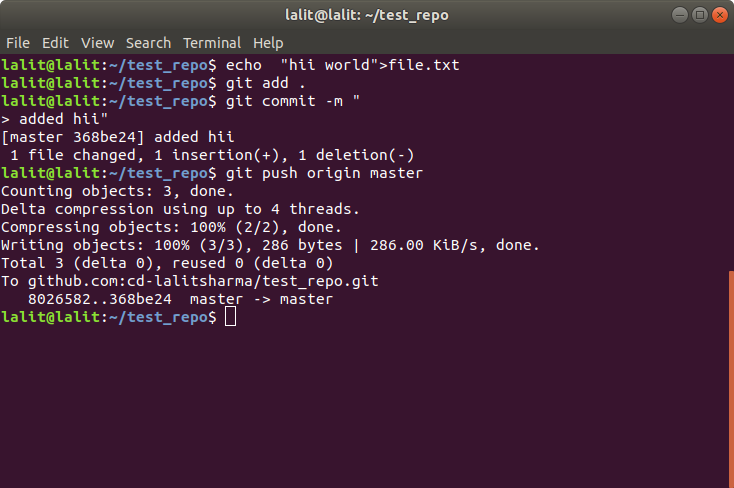 lalit@lalit: ~/test_repo
File Edit View Search Terminal Help
lalit@lalit:~/test_repo$ echo  "hii world">file.txt
lalit@lalit:~/test_repo$ git add .
lalit@lalit:~/test_repo$ git commit -m "
> added hii"
[master 368be24] added hii
 1 file changed, 1 insertion(+), 1 deletion(-)
lalit@lalit:~/test_repo$ git push origin master
Counting objects: 3, done.
Delta compression using up to 4 threads.
Compressing objects: 100% (2/2), done.
Writing objects: 100% (3/3), 286 bytes | 286.00 KiB/s, done.
Total 3 (delta 0), reused 0 (delta 0)
To github.com:cd-lalitsharma/test_repo.git
   8026582..368be24  master -> master
lalit@lalit:~/test_repo$